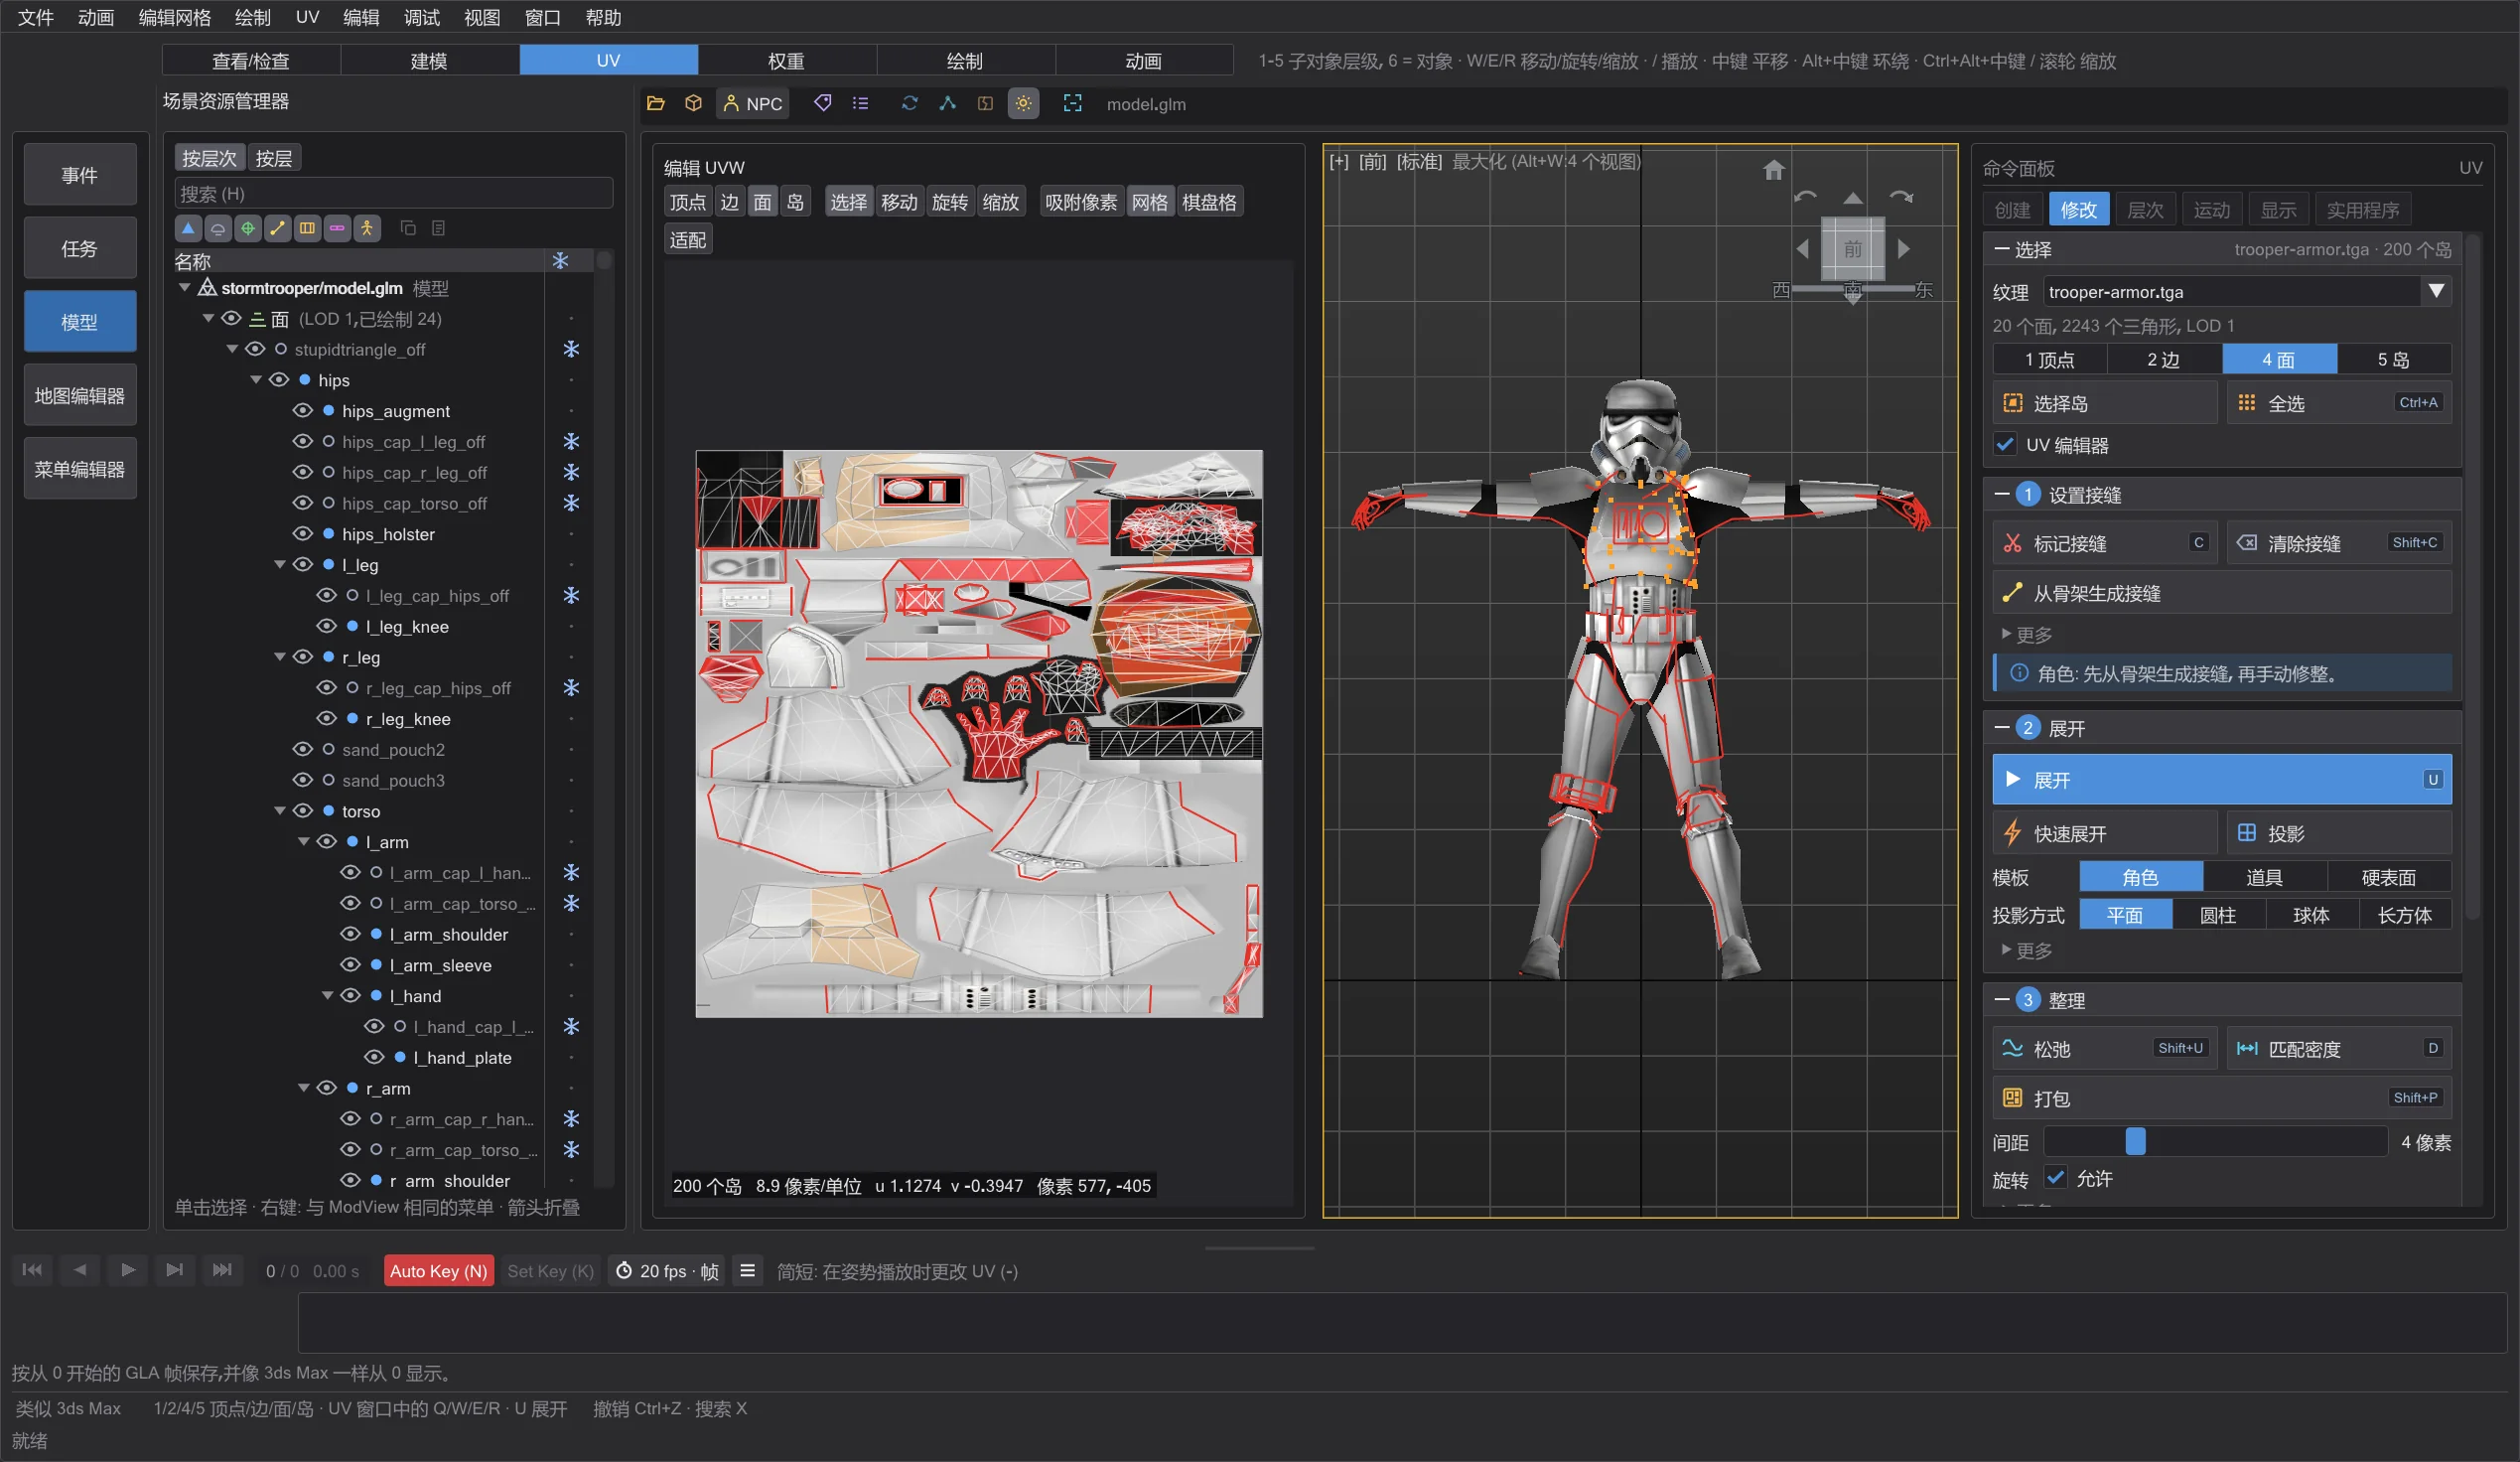 文件 动画 编辑网格 绘制 UV 编辑 调试 视图 窗口 帮助
查看/检查 建模 UV 权重 绘制 动画 1-5 子对象层级, 6 = 对象 · W/E/R 移动/旋转/缩放 · / 播放 · 中键 平移 · Alt+中键 环绕 · Ctrl+Alt+中键 / 滚轮 缩放
场景资源管理器
NPC model.glm
事件
任务
模型
地图编辑器
菜单编辑器
按层次 按层
搜索 (H)
名称
stormtrooper/model.glm 模型
面 (LOD 1,已绘制 24)
stupidtriangle_off
hips
hips_augment
hips_cap_l_leg_off
hips_cap_r_leg_off
hips_cap_torso_off
hips_holster
l_leg
l_leg_cap_hips_off
l_leg_knee
r_leg
r_leg_cap_hips_off
r_leg_knee
sand_pouch2
sand_pouch3
torso
l_arm
l_arm_cap_l_han...
l_arm_cap_torso_...
l_arm_shoulder
l_arm_sleeve
l_hand
l_hand_cap_l_...
l_hand_plate
r_arm
r_arm_cap_r_han...
r_arm_cap_torso_...
r_arm_shoulder
单击选择 · 右键: 与 ModView 相同的菜单 · 箭头折叠
编辑 UVW
顶点 边 面 岛 选择 移动 旋转 缩放 吸附像素 网格 棋盘格
适配
200 个岛 8.9 像素/单位 u 1.1274 v -0.3947 像素 577, -405
[+] [前] [标准] 最大化 (Alt+W:4 个视图)
前
西 南 东
命令面板 UV
创建 修改 层次 运动 显示 实用程序
选择 trooper-armor.tga · 200 个岛
纹理 trooper-armor.tga
20 个面, 2243 个三角形, LOD 1
1 顶点 2 边 4 面 5 岛
选择岛 全选 Ctrl+A
UV 编辑器
1 设置接缝
标记接缝 C 清除接缝 Shift+C
从骨架生成接缝
更多
角色: 先从骨架生成接缝, 再手动修整。
2 展开
展开 U
快速展开 投影
模板 角色 道具 硬表面
投影方式 平面 圆柱 球体 长方体
更多
3 整理
松弛 Shift+U 匹配密度 D
打包 Shift+P
间距 4 像素
旋转 允许
0 / 0 0.00 s Auto Key (N) Set Key (K) 20 fps · 帧 简短: 在姿势播放时更改 UV (-)
按从 0 开始的 GLA 帧保存,并像 3ds Max 一样从 0 显示。
类似 3ds Max 1/2/4/5 顶点/边/面/岛 · UV 窗口中的 Q/W/E/R · U 展开 撤销 Ctrl+Z · 搜索 X
就绪